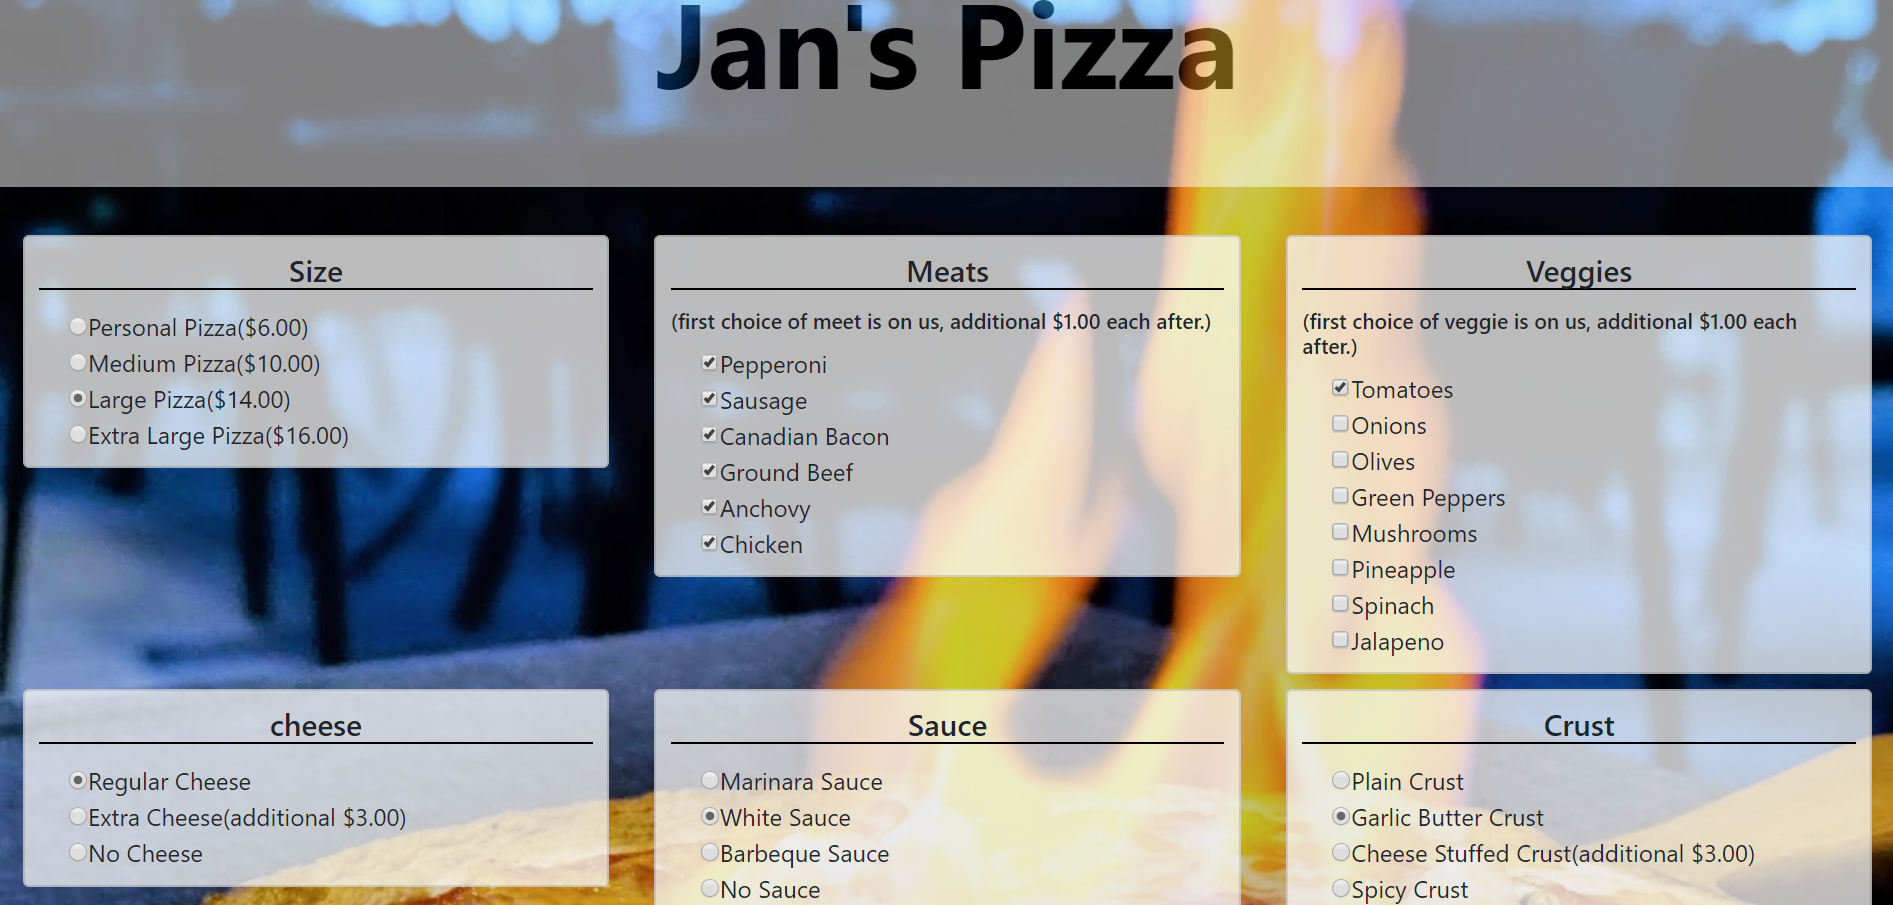 Jan's Pizza
Size
Personal Pizza($6.00)
Medium Pizza($10.00)
Large Pizza($14.00)
Extra Large Pizza($16.00)
Meats
(first choice of meet is on us, additional $1.00 each after.)
Pepperoni
Sausage
Canadian Bacon
Ground Beef
Anchovy
Chicken
Veggies
(first choice of veggie is on us, additional $1.00 each
after.)
Tomatoes
Onions
Olives
Green Peppers
Mushrooms
Pineapple
Spinach
Jalapeno
cheese
Regular Cheese
Extra Cheese(additional $3.00)
No Cheese
Sauce
Marinara Sauce
White Sauce
Barbeque Sauce
No Sauce
Crust
Plain Crust
Garlic Butter Crust
Cheese Stuffed Crust(additional $3.00)
Spicy Crust